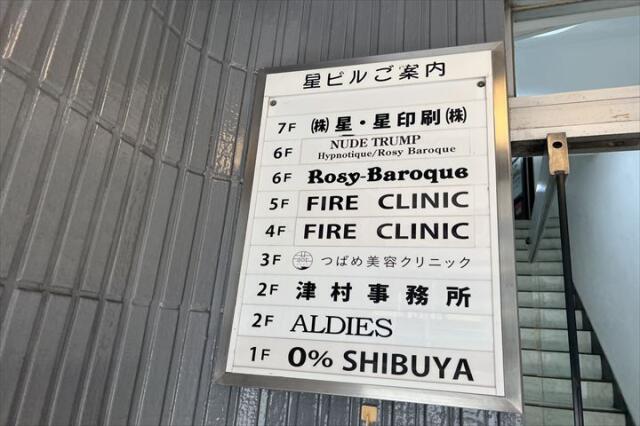 星ビルご案内
7F ㈱ 星・星印刷㈱
6F NUDE TRUMP
Hypnotique/Rosy Baroque
6F Rosy-Baroque
5F FIRE CLINIC
4F FIRE CLINIC
3F つばめ美容クリニック
2F 津村事務所
2F ALDIES
1F 0% SHIBUYA